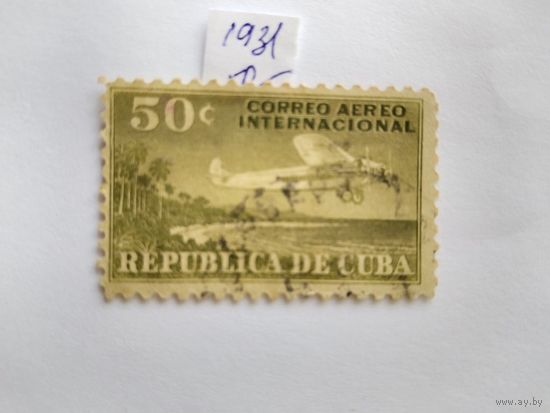 1931
50¢
CORREO AEREO
INTERNACIONAL
REPUBLICA DE CUBA
www.ay.by